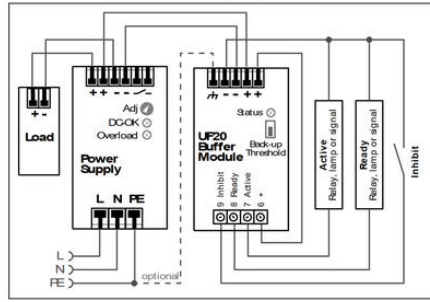 + -
Load
+ + - -
Adj
DC-OK
Overload
Power
Supply
L N PE
L
N
PE
optional
- - + +
Status
Back-up
Threshold
UF20
Buffer
Module
9 Inhibit
8 Ready
7 Active
6 +
Active
Relay, lamp or signal
Ready
Relay, lamp or signal
Inhibit